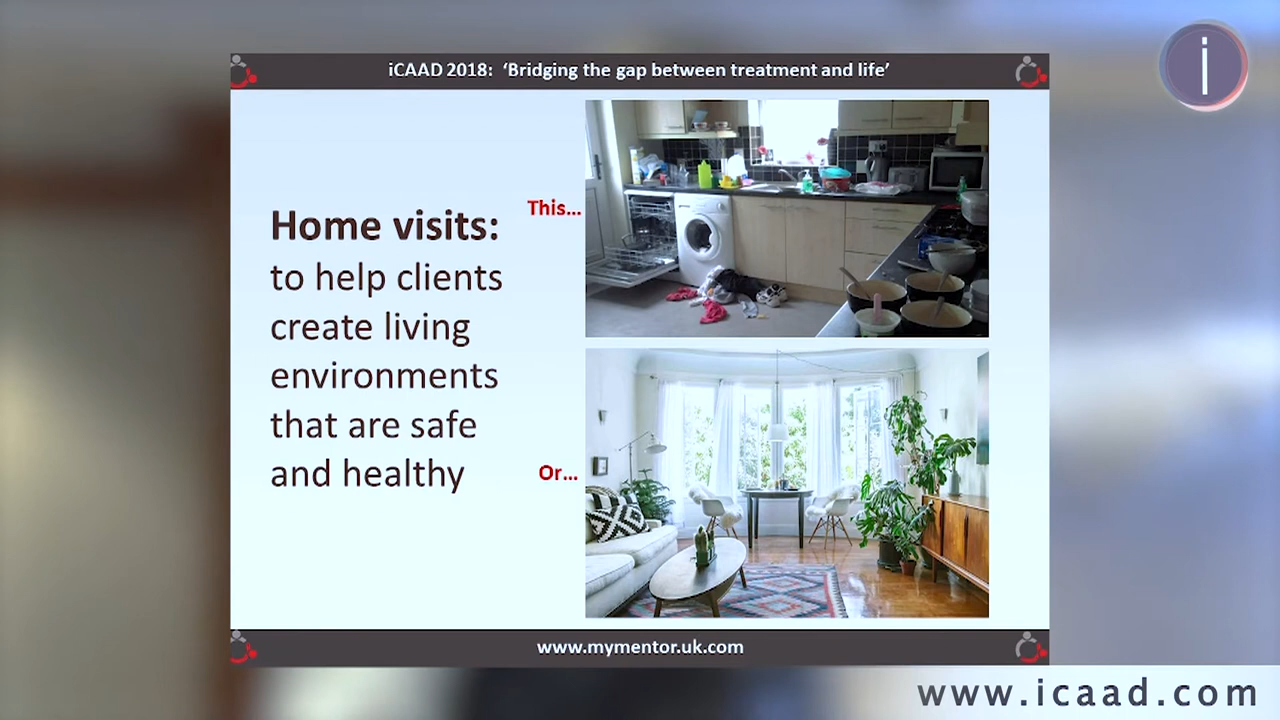 iCAAD 2018: ‘Bridging the gap between treatment and life’
Home visits:
to help clients
create living
environments
that are safe
and healthy
This...
Or...
www.mymentor.uk.com
i
www.icaad.com